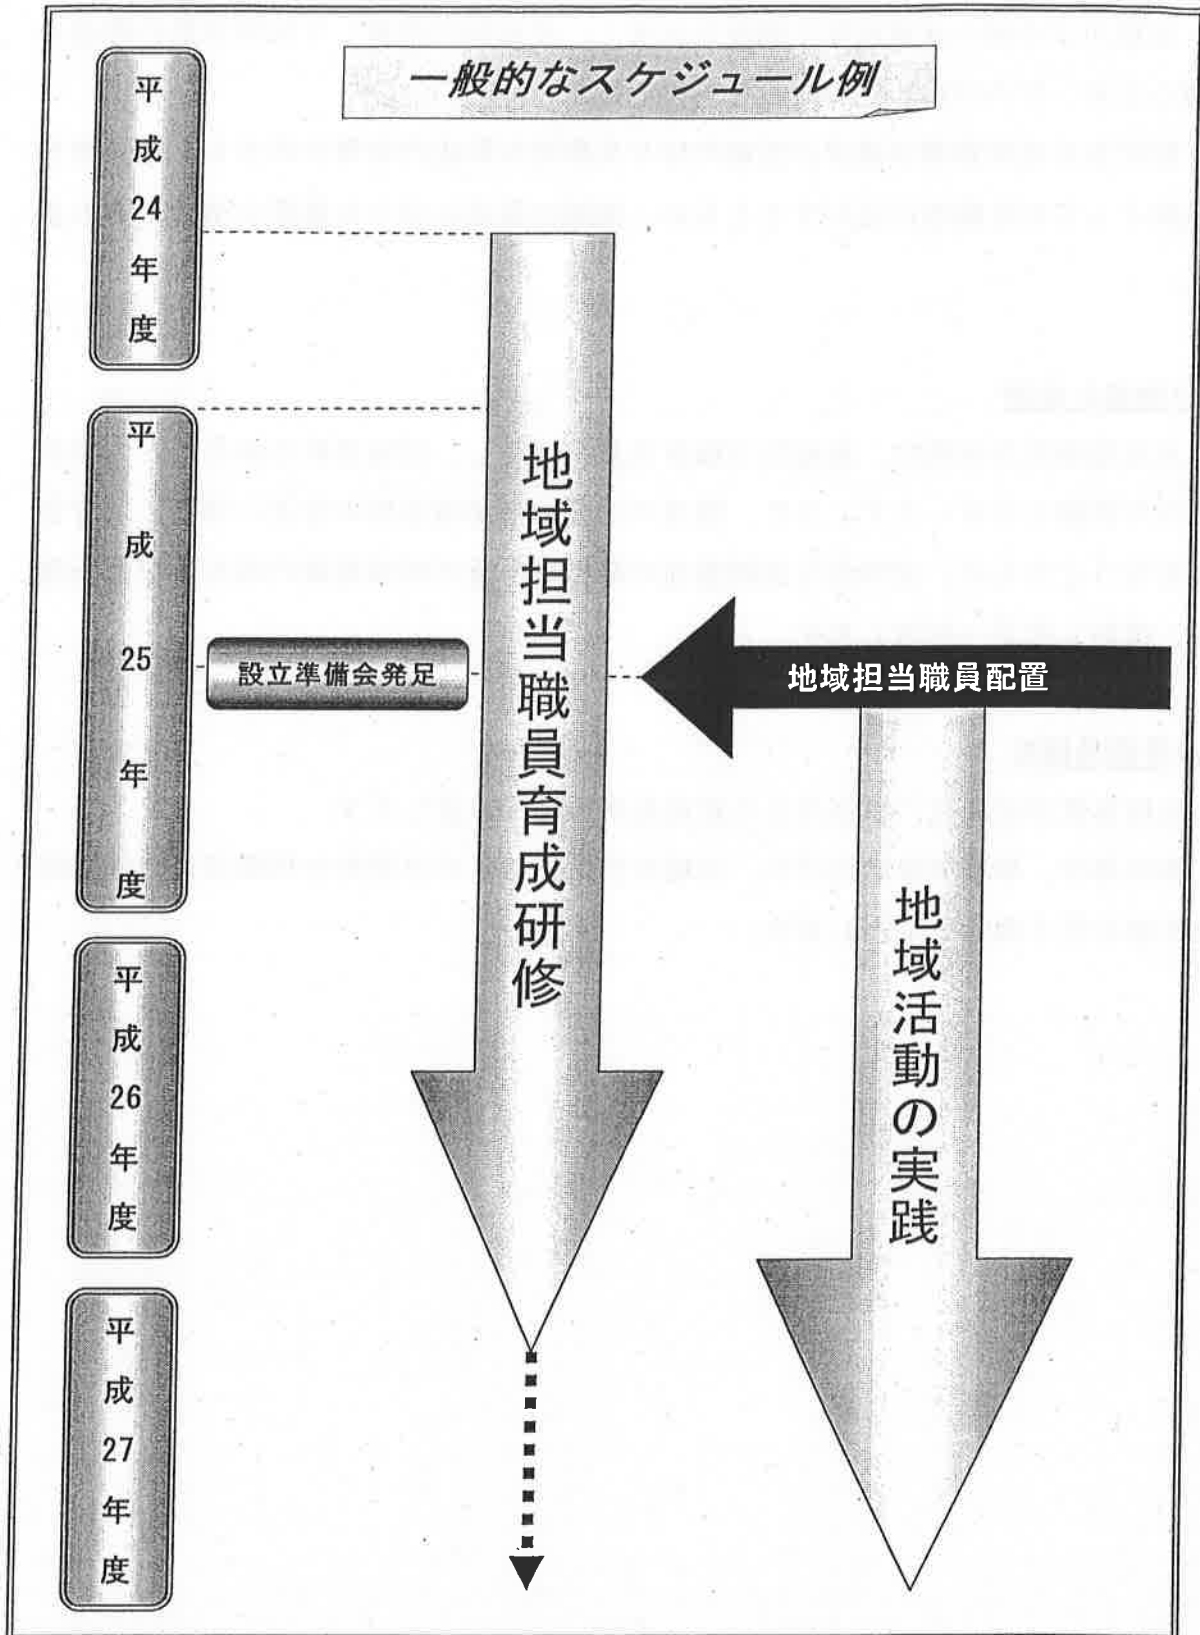 一般的なスケジュール例
平成24年度
平成25年度
平成26年度
平成27年度
設立準備会発足
地域担当職員育成研修
地域担当職員配置
地域活動の実践